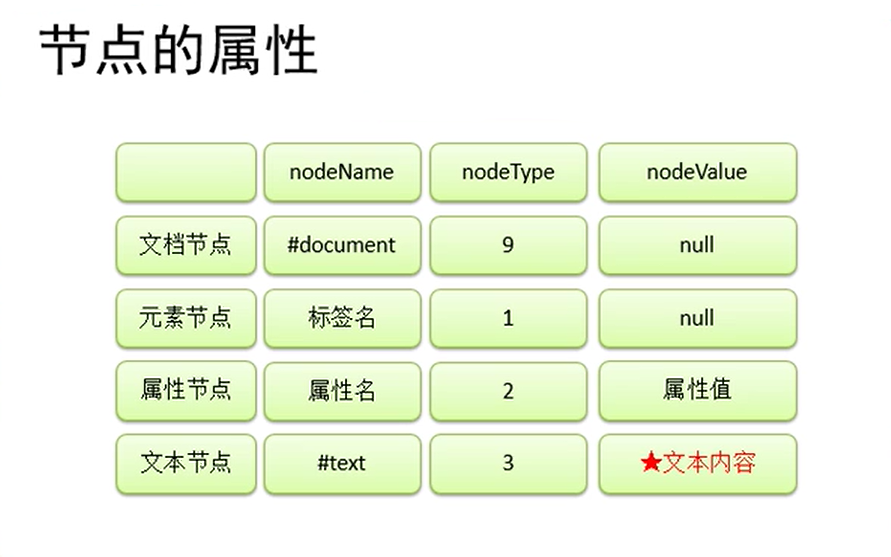 节点的属性
nodeName nodeType nodeValue
文档节点 #document 9 null
元素节点 标签名 1 null
属性节点 属性名 2 属性值
文本节点 #text 3 ★文本内容